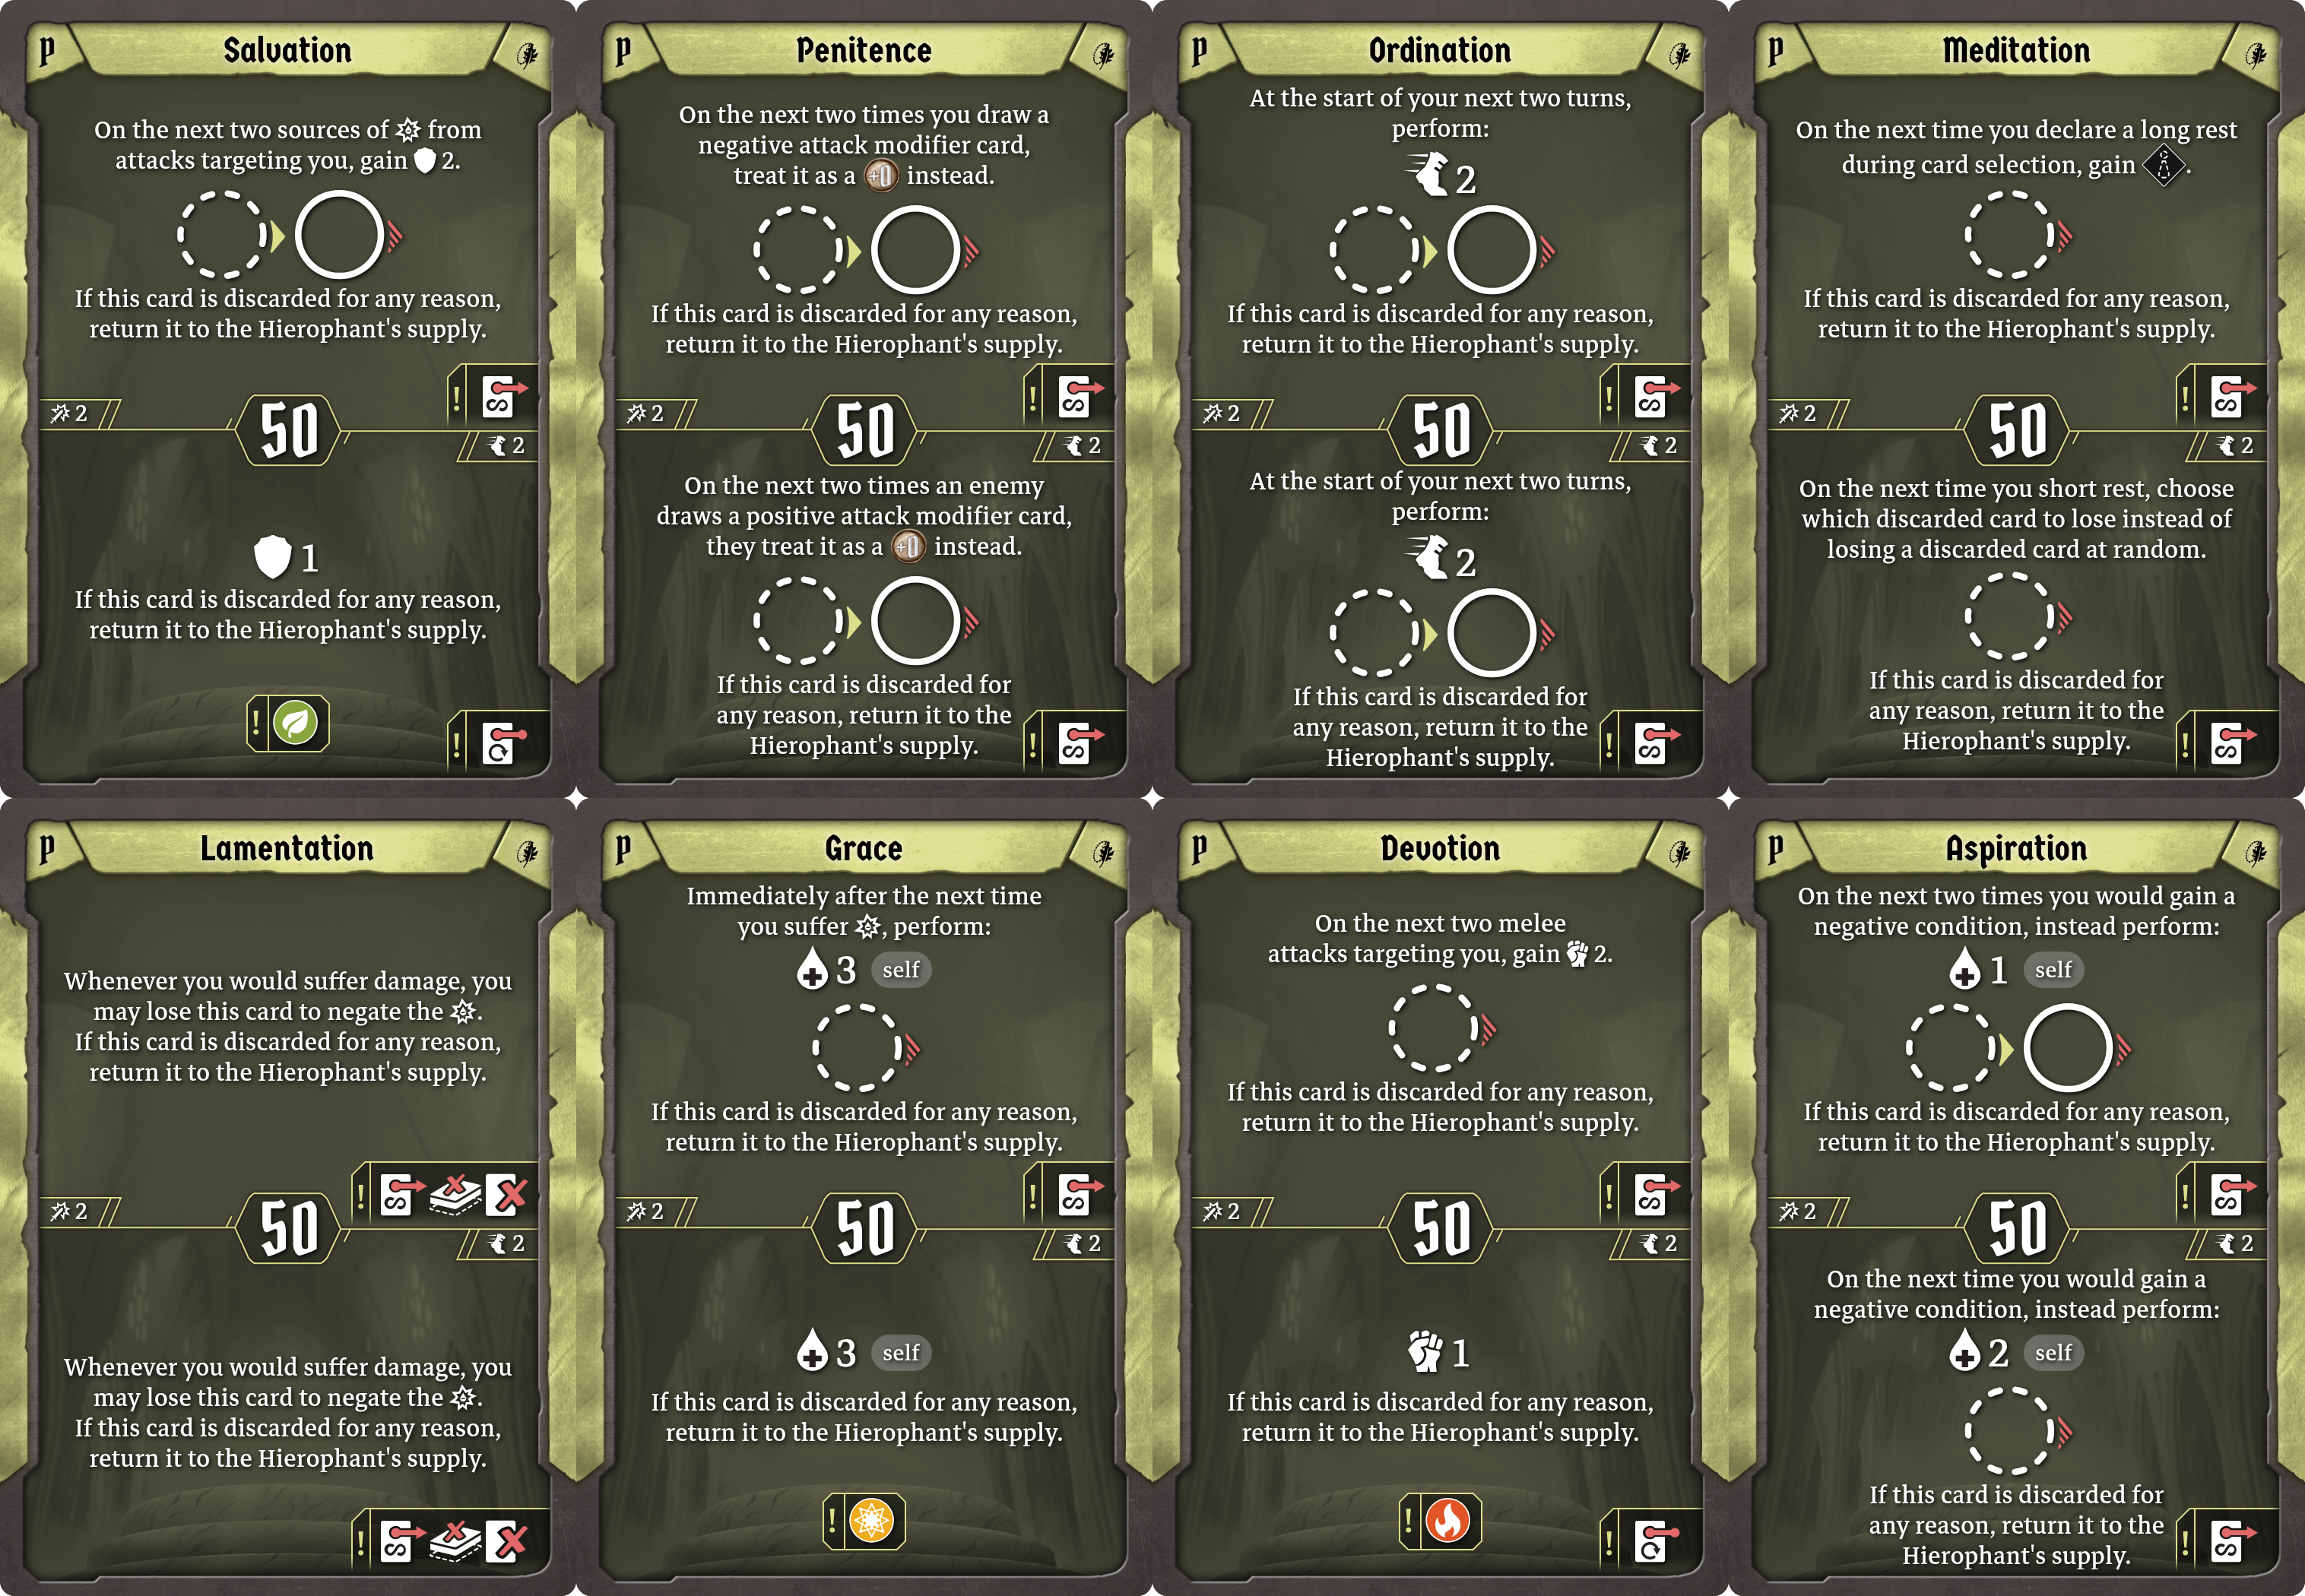 P
Salvation
On the next two sources of from
attacks targeting you, gain 2.
If this card is discarded for any reason,
return it to the Hierophant's supply.
2
50
2
1
If this card is discarded for any reason,
return it to the Hierophant's supply.
P
Penitence
On the next two times you draw a
negative attack modifier card,
treat it as a +0 instead.
If this card is discarded for any reason,
return it to the Hierophant's supply.
2
50
2
On the next two times an enemy
draws a positive attack modifier card,
they treat it as a +0 instead.
If this card is discarded for
any reason, return it to the
Hierophant's supply.
P
Ordination
At the start of your next two turns,
perform:
2
If this card is discarded for any reason,
return it to the Hierophant's supply.
2
50
2
At the start of your next two turns,
perform:
2
If this card is discarded for
any reason, return it to the
Hierophant's supply.
P
Meditation
On the next time you declare a long rest
during card selection, gain .
If this card is discarded for any reason,
return it to the Hierophant's supply.
2
50
2
On the next time you short rest, choose
which discarded card to lose instead of
losing a discarded card at random.
If this card is discarded for
any reason, return it to the
Hierophant's supply.
P
Lamentation
Whenever you would suffer damage, you
may lose this card to negate the .
If this card is discarded for any reason,
return it to the Hierophant's supply.
2
50
2
Whenever you would suffer damage, you
may lose this card to negate the .
If this card is discarded for any reason,
return it to the Hierophant's supply.
P
Grace
Immediately after the next time
you suffer , perform:
3 self
If this card is discarded for any reason,
return it to the Hierophant's supply.
2
50
2
3 self
If this card is discarded for any reason,
return it to the Hierophant's supply.
P
Devotion
On the next two melee
attacks targeting you, gain 2.
If this card is discarded for any reason,
return it to the Hierophant's supply.
2
50
2
1
If this card is discarded for any reason,
return it to the Hierophant's supply.
P
Aspiration
On the next two times you would gain a
negative condition, instead perform:
1 self
If this card is discarded for any reason,
return it to the Hierophant's supply.
2
50
2
On the next time you would gain a
negative condition, instead perform:
2 self
If this card is discarded for
any reason, return it to the
Hierophant's supply.